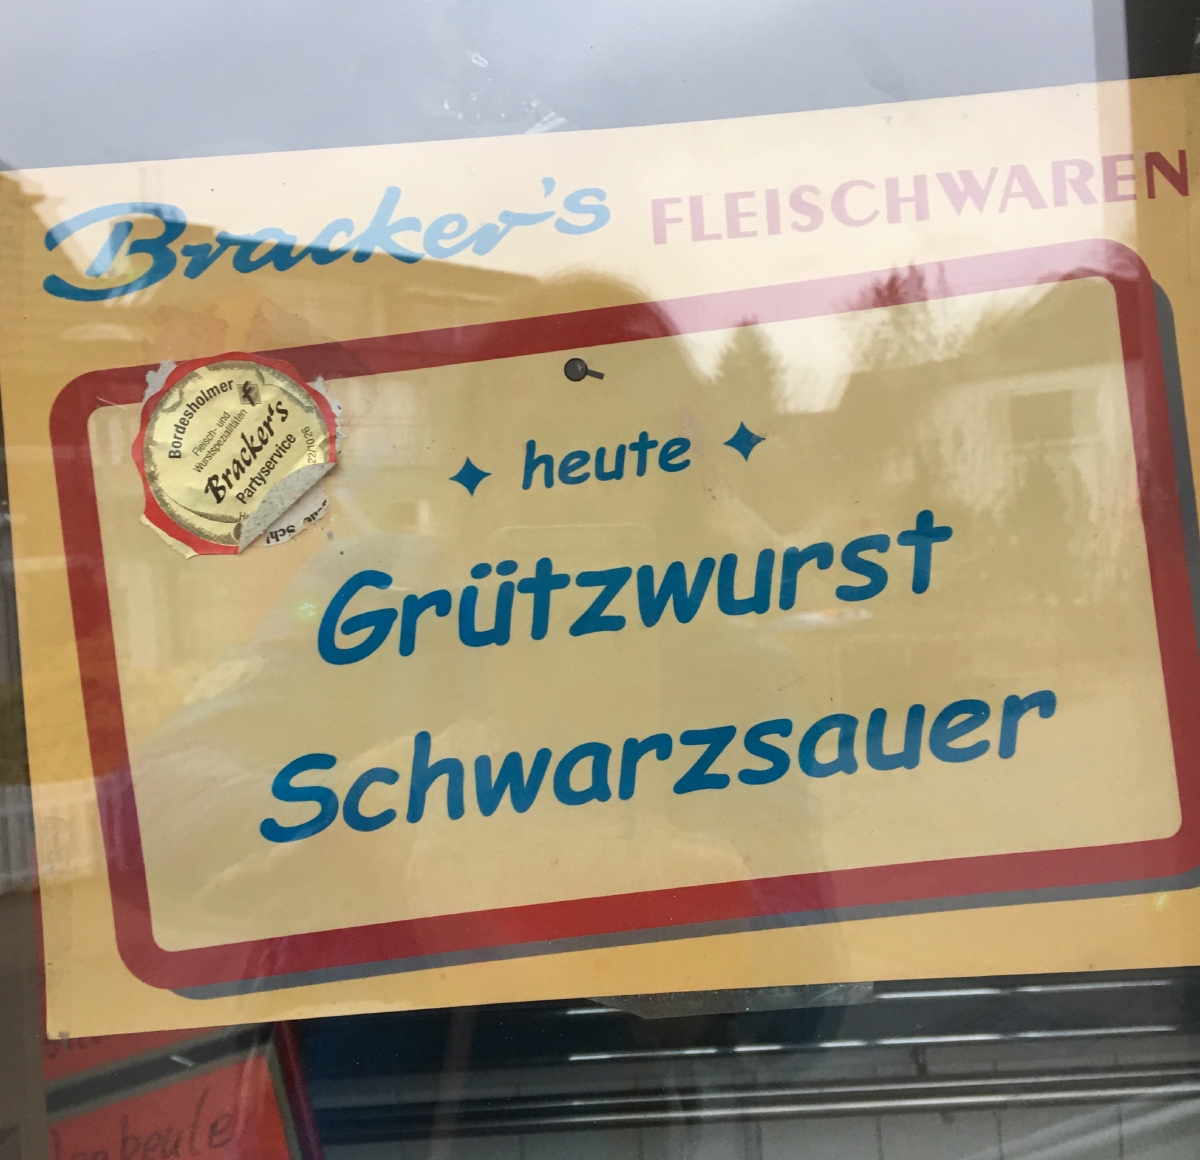 Bracker's FLEISCHWAREN
Bordesholmer
Fleisch- und
Wurstspezialitäten
Bracker's
Partyservice
heute
Grützwurst
Schwarzsauer